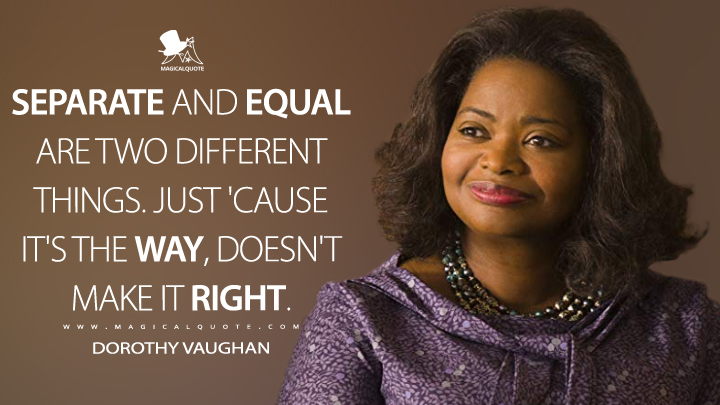 MAGICALQUOTE
SEPARATE AND EQUAL
ARE TWO DIFFERENT
THINGS. JUST 'CAUSE
IT'S THE WAY, DOESN'T
MAKE IT RIGHT.
WWW.MAGICALQUOTE.COM
DOROTHY VAUGHAN